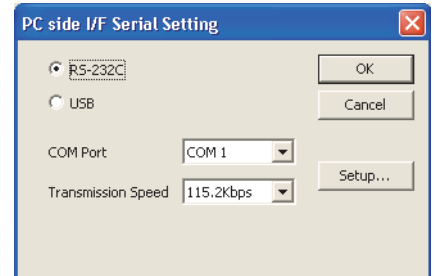 PC side I/F Serial Setting
RS-232C
OK
USB
Cancel
COM Port
COM 1
Setup...
Transmission Speed
115.2Kbps